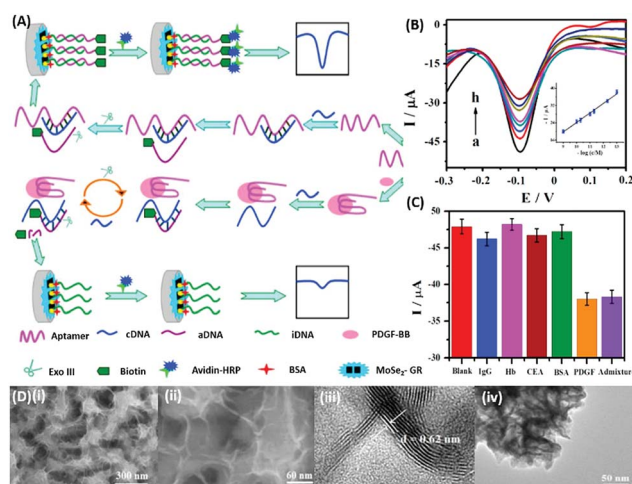 (A)
Aptamer cDNA aDNA iDNA PDGF-BB
Exo III Biotin Avidin-HRP BSA MoSe₂- GR
B
I / μA
0
-15
-30
-45
h
a
-0.3 -0.2 -0.1 0.0 0.1 0.2
E / V
- log (c/M)
(C)
I / μA
-50
-45
-40
-35
-30
Blank IgG Hb CEA BSA PDGF Admixture
(D)(i)
300 nm
(ii)
60 nm
(iii)
d = 0.62 nm
(iv)
50 nm